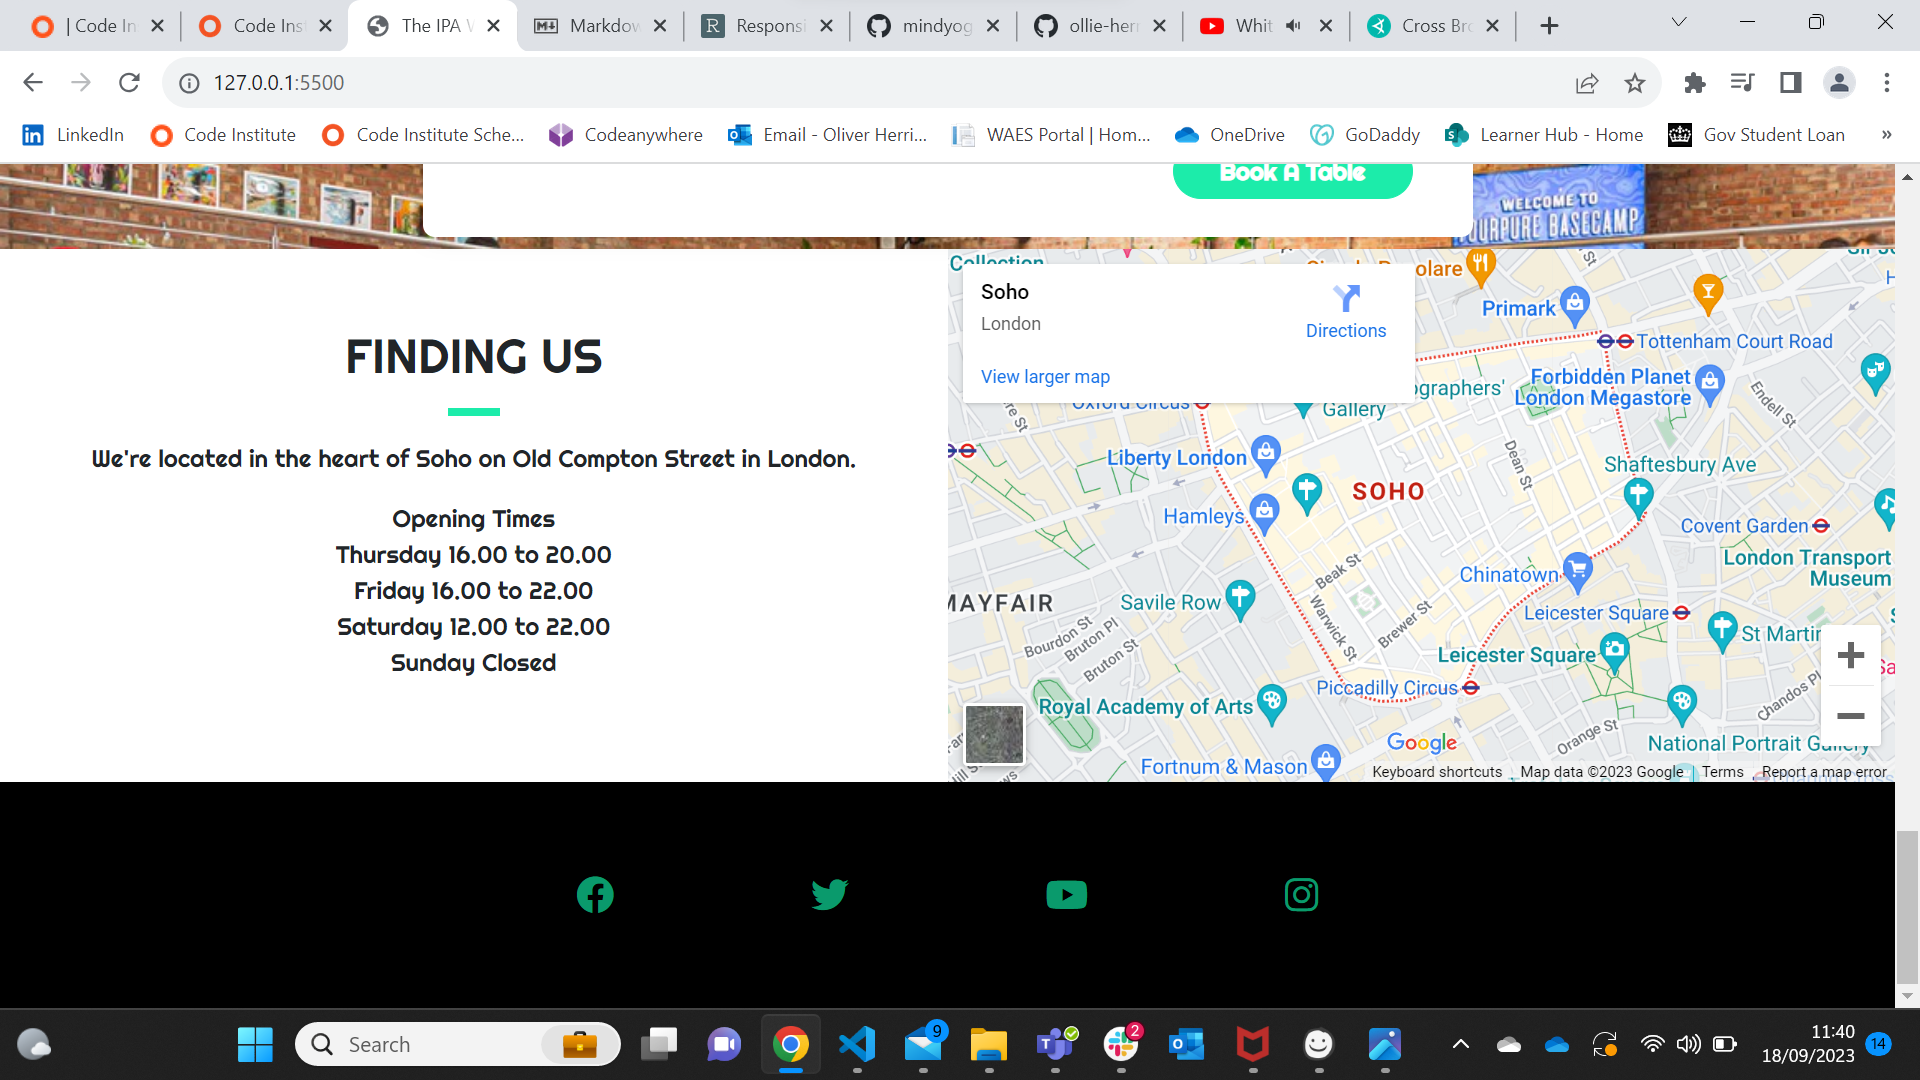 | Code In
Code Inst
The IPA W
Markdow
Responsi
mindyog
ollie-herr
Whit
Cross Bro
127.0.0.1:5500
LinkedIn
Code Institute
Code Institute Sche...
Codeanywhere
Email - Oliver Herri...
WAES Portal | Hom...
OneDrive
GoDaddy
Learner Hub - Home
Gov Student Loan
»
Book A Table
WELCOME TO
OURPURE BASECAMP
FINDING US
We're located in the heart of Soho on Old Compton Street in London.
Opening Times
Thursday 16.00 to 20.00
Friday 16.00 to 22.00
Saturday 12.00 to 22.00
Sunday Closed
Collection
Soho
London
Directions
View larger map
olare
Primark
Tottenham Court Road
Forbidden Planet
London Megastore
Endell St
ographers'
Gallery
Oxford Circus
Liberty London
Dean St
Shaftesbury Ave
SOHO
Hamleys
Covent Garden
London Transport
Museum
Beak St
Chinatown
MAYFAIR
Savile Row
Warwick St
Brewer St
Leicester Square
Bourdon St
Bruton Pl
Bruton St
St Martin
Leicester Square
Piccadilly Circus
Royal Academy of Arts
Chandos Pl
Orange St
Google
National Portrait Gallery
Fortnum & Mason
Keyboard shortcuts
Map data ©2023 Google
Terms
Report a map error
Search
9
2
11:40
18/09/2023
14